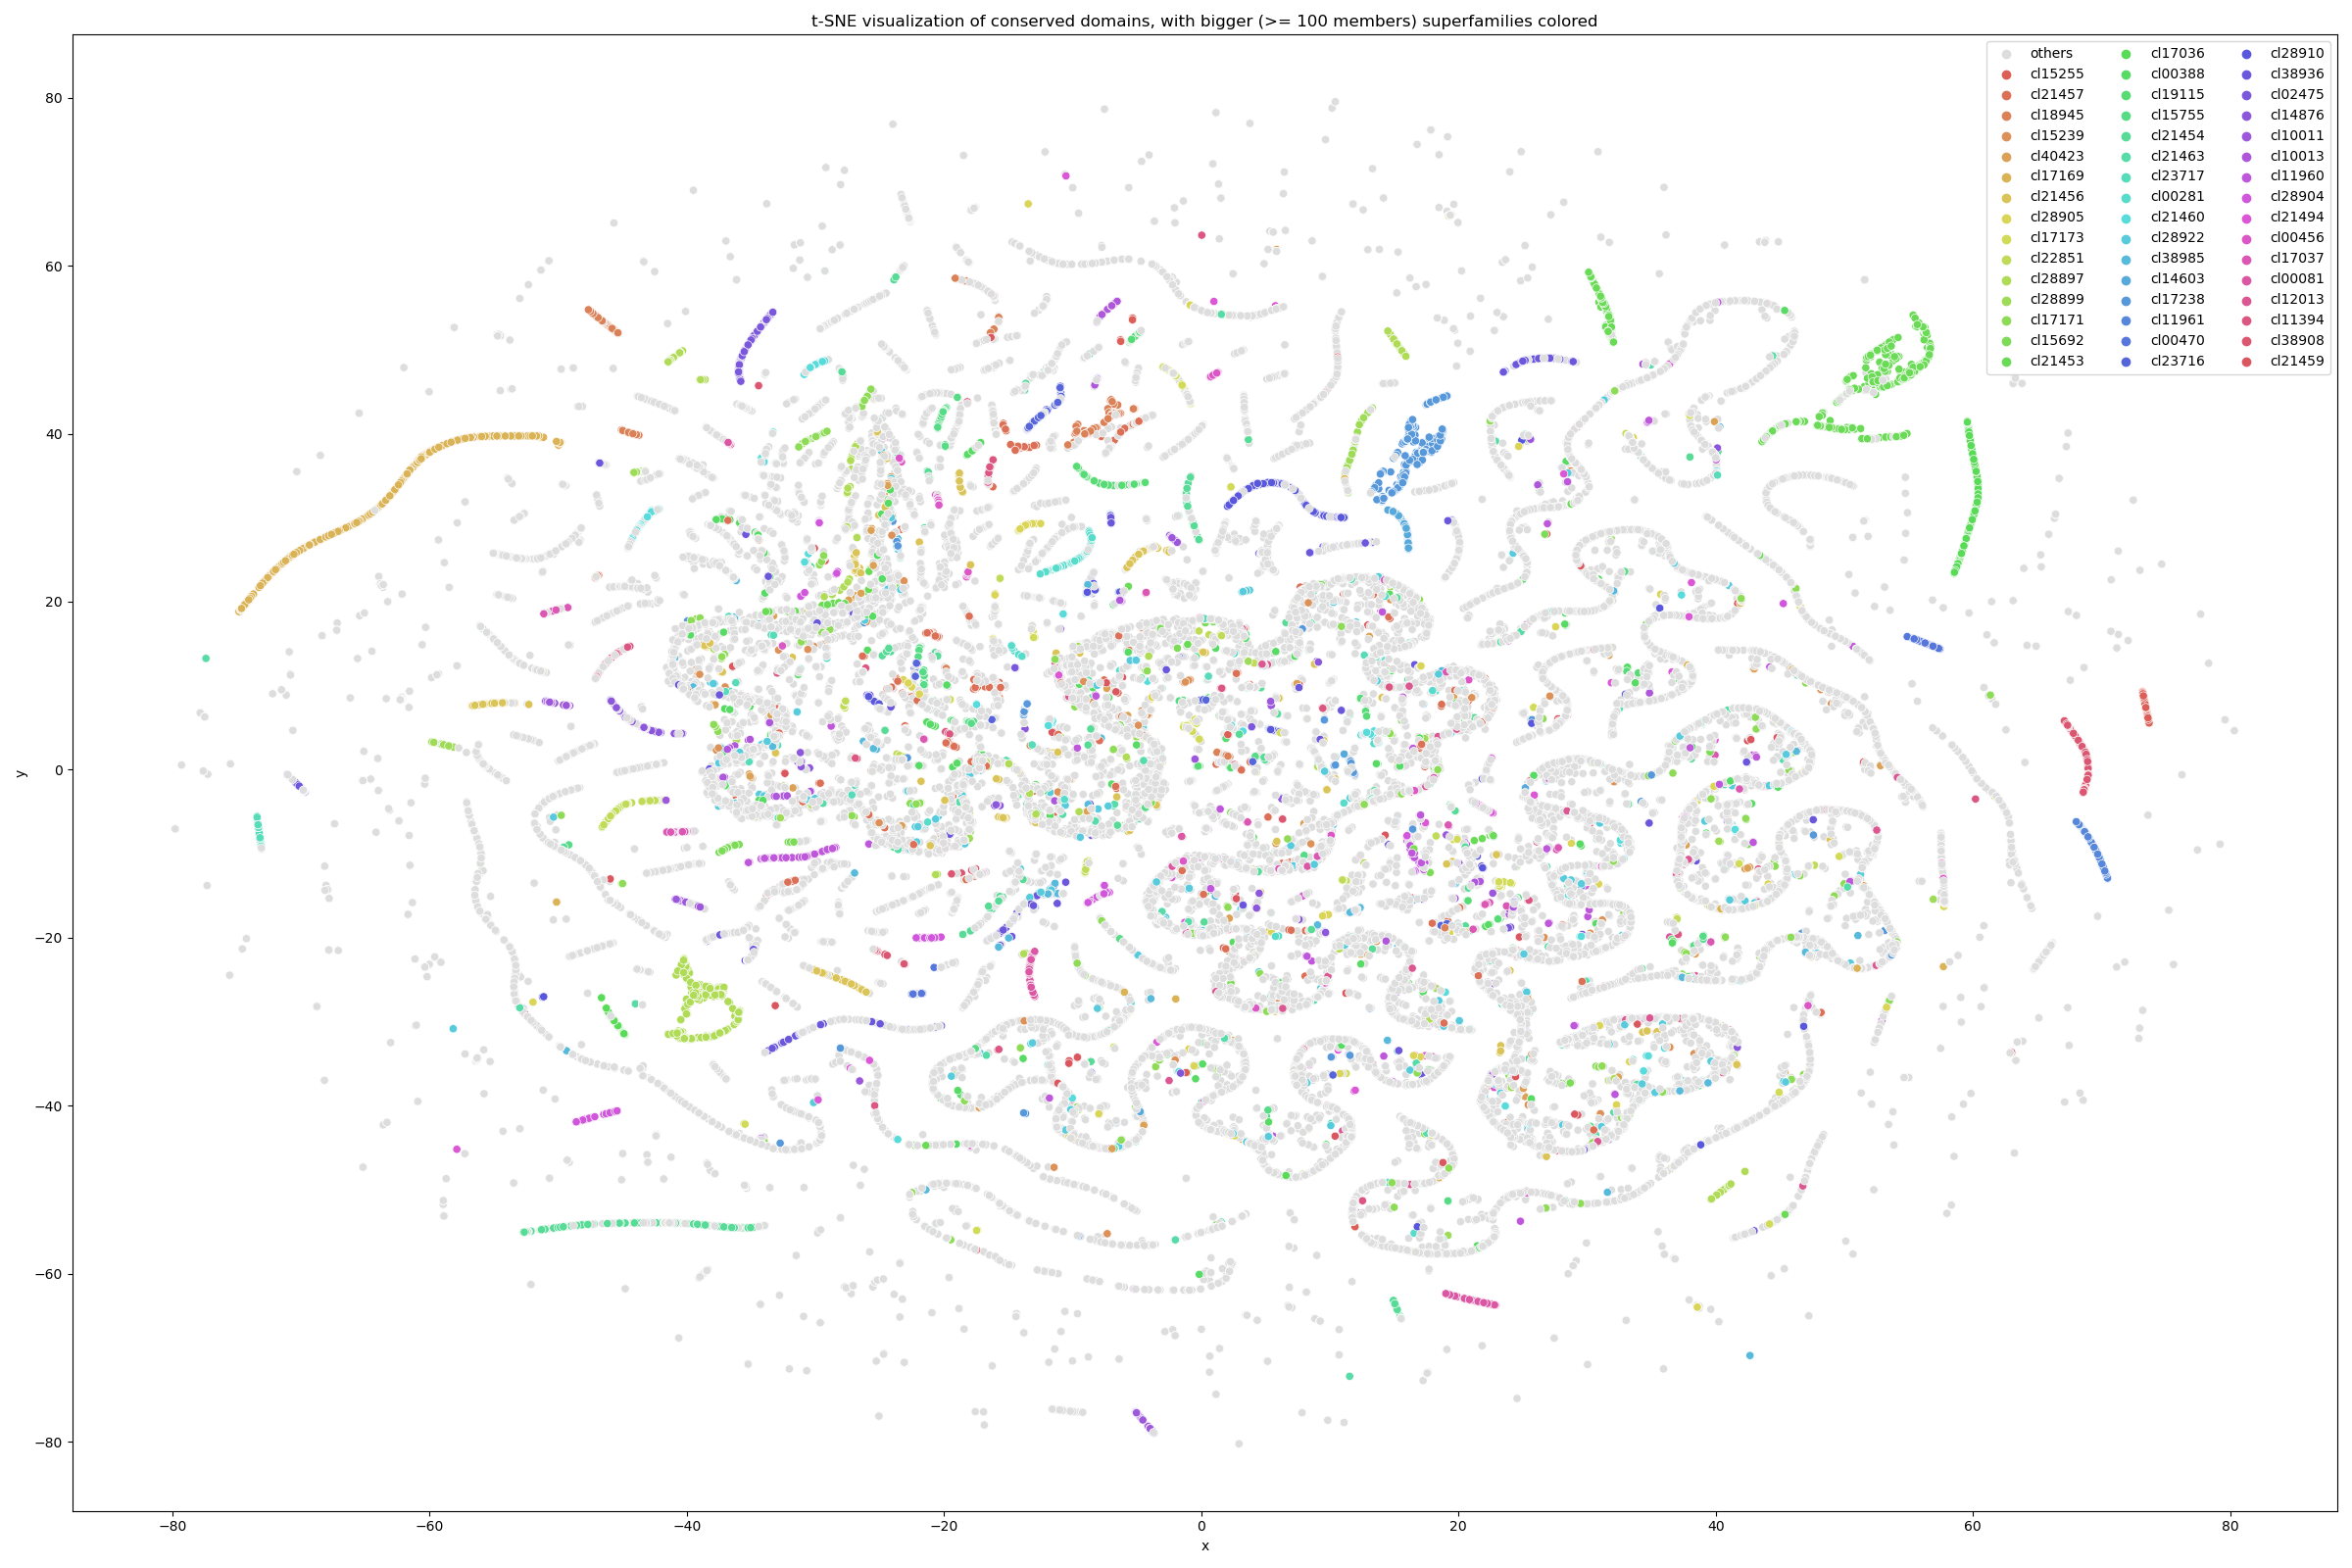 t-SNE visualization of conserved domains, with bigger (>= 100 members) superfamilies colored
others
cl15255
cl21457
cl18945
cl15239
cl40423
cl17169
cl21456
cl28905
cl17173
cl22851
cl28897
cl28899
cl17171
cl15692
cl21453
cl17036
cl00388
cl19115
cl15755
cl21454
cl21463
cl23717
cl00281
cl21460
cl28922
cl38985
cl14603
cl17238
cl11961
cl00470
cl23716
cl28910
cl38936
cl02475
cl14876
cl10011
cl10013
cl11960
cl28904
cl21494
cl00456
cl17037
cl00081
cl12013
cl11394
cl38908
cl21459
y
80
60
40
20
0
−20
−40
−60
−80
−80 −60 −40 −20 0 20 40 60 80
x